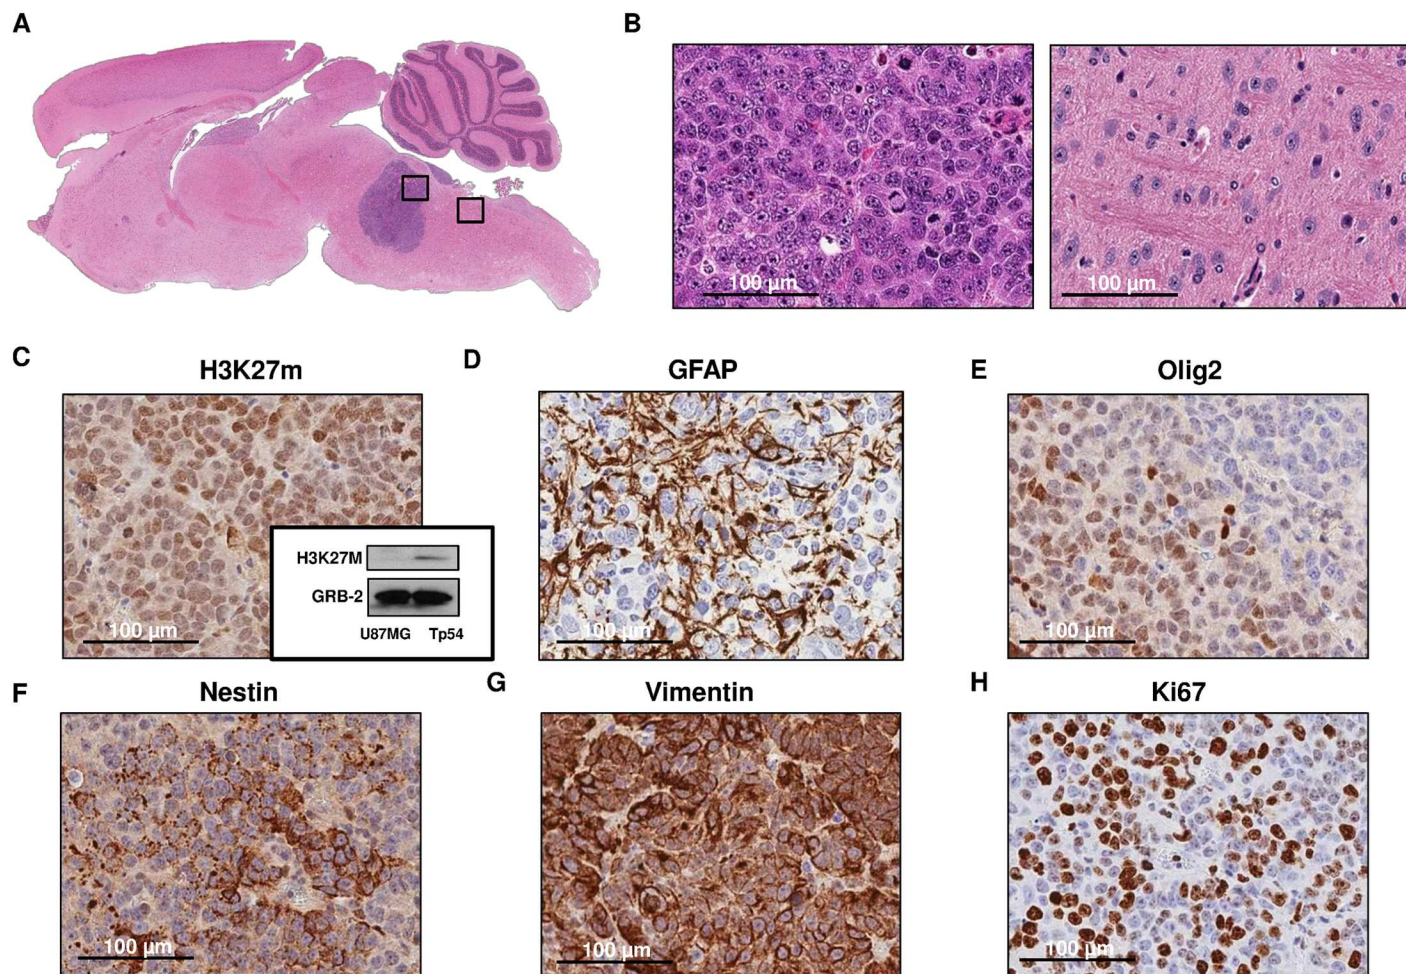 A
B
100 µm
100 µm
C
H3K27m
D
GFAP
E
Olig2
H3K27M
GRB-2
U87MG Tp54
100 µm
100 µm
100 µm
F
Nestin
G
Vimentin
H
Ki67
100 µm
100 µm
100 µm